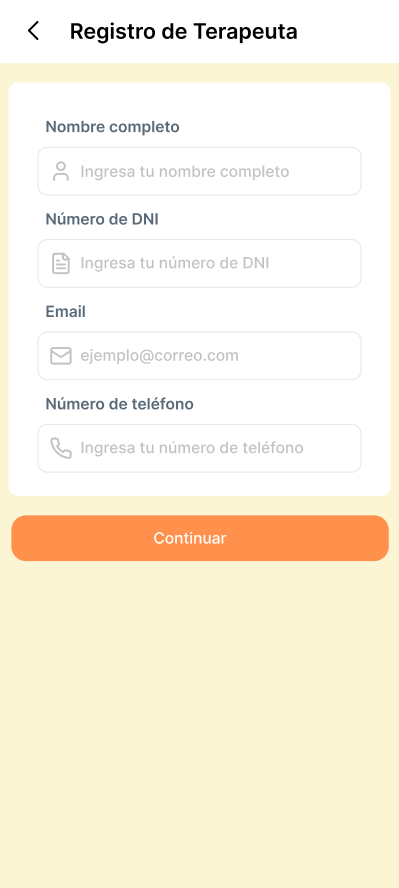 Registro de Terapeuta
Nombre completo
Ingresa tu nombre completo
Número de DNI
Ingresa tu número de DNI
Email
ejemplo@correo.com
Número de teléfono
Ingresa tu número de teléfono
Continuar